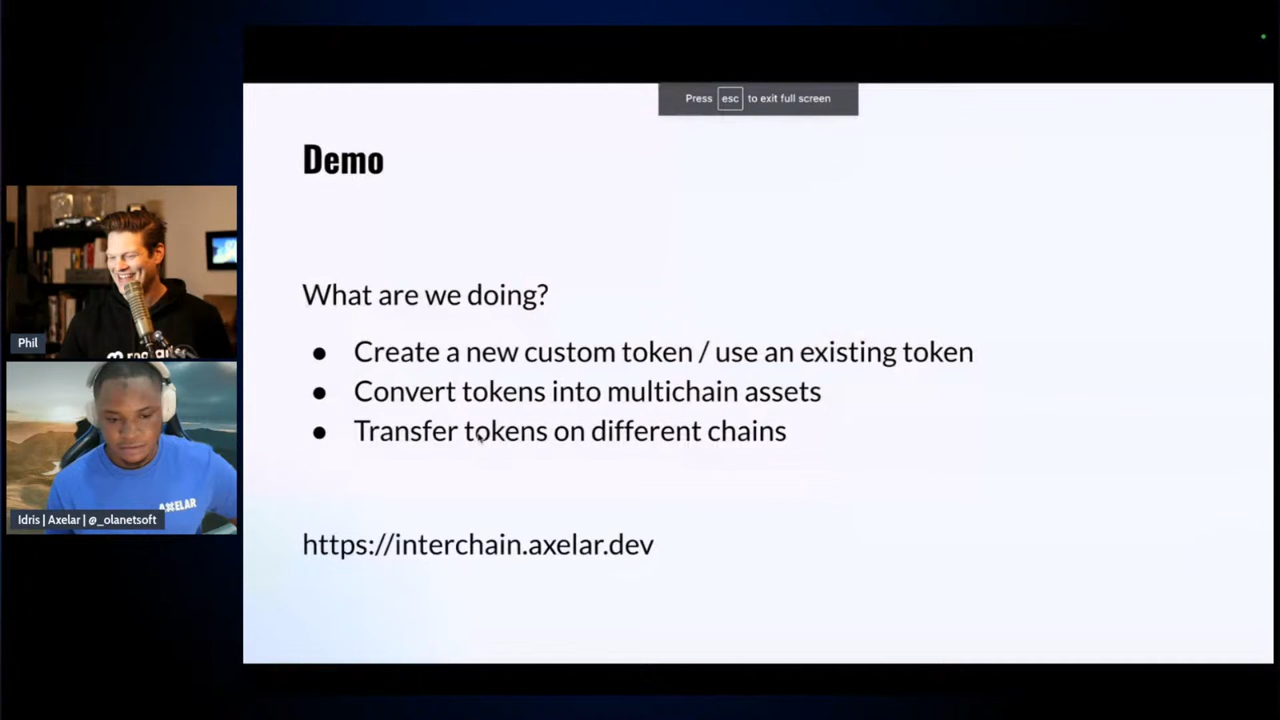 Press esc to exit full screen
Demo
What are we doing?
● Create a new custom token / use an existing token
● Convert tokens into multichain assets
● Transfer tokens on different chains
https://interchain.axelar.dev
Phil
AXELAR
Idris | Axelar | @_olanetsoft